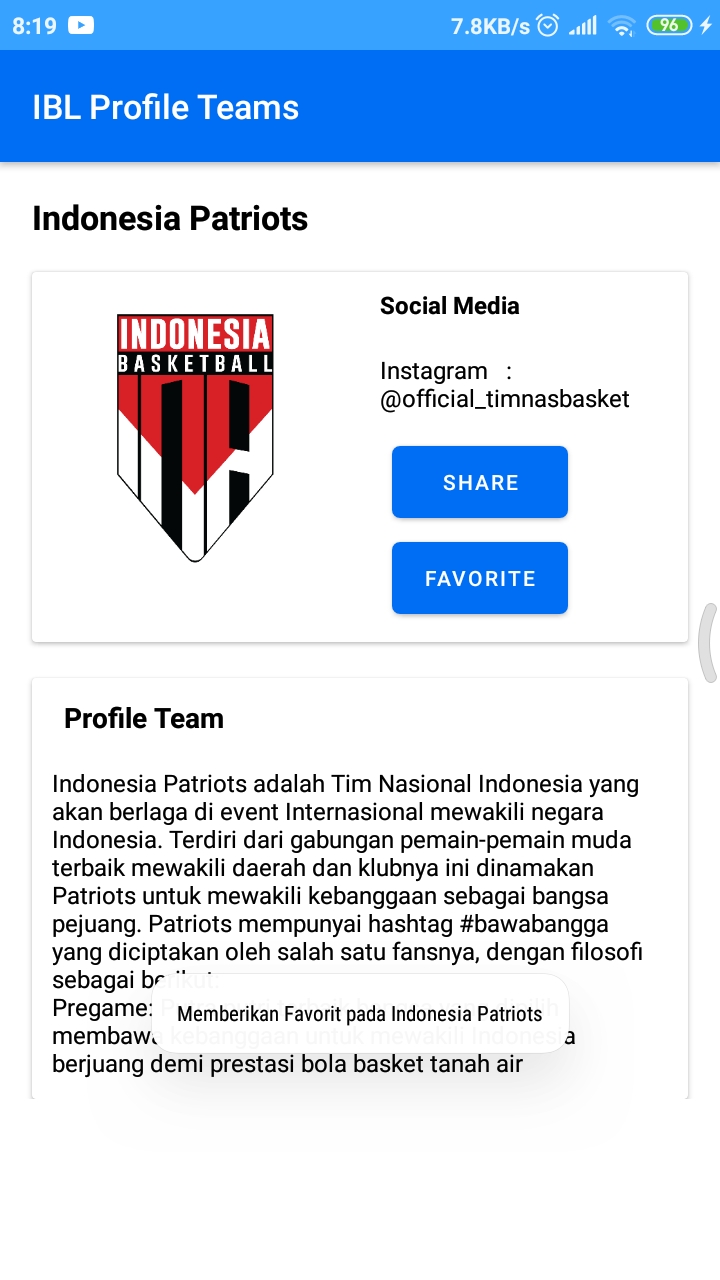 8:19 7.8KB/s 96
IBL Profile Teams
Indonesia Patriots
INDONESIA
BASKETBALL
Social Media
Instagram :
@official_timnasbasket
SHARE
FAVORITE
Profile Team
Indonesia Patriots adalah Tim Nasional Indonesia yang
akan berlaga di event Internasional mewakili negara
Indonesia. Terdiri dari gabungan pemain-pemain muda
terbaik mewakili daerah dan klubnya ini dinamakan
Patriots untuk mewakili kebanggaan sebagai bangsa
pejuang. Patriots mempunyai hashtag #bawabangga
yang diciptakan oleh salah satu fansnya, dengan filosofi
sebagai berikut:
Pregame:
Memberikan Favorit pada Indonesia Patriots
membawa kebanggaan untuk mewakili Indonesia
berjuang demi prestasi bola basket tanah air